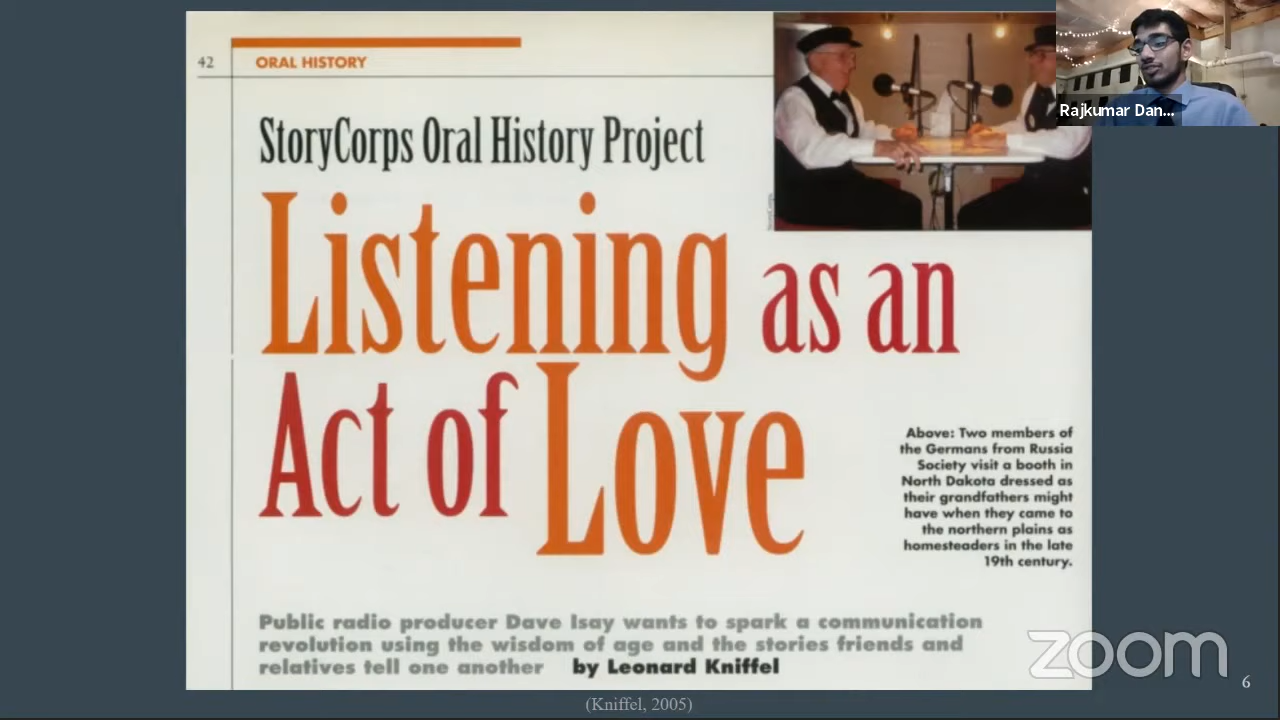 42
ORAL HISTORY
StoryCorps Oral History Project
Listening as an
Act of Love
Above: Two members of
the Germans from Russia
Society visit a booth in
North Dakota dressed as
their grandfathers might
have when they came to
the northern plains as
homesteaders in the late
19th century.
Public radio producer Dave Isay wants to spark a communication
revolution using the wisdom of age and the stories friends and
relatives tell one another by Leonard Kniffel
(Kniffel, 2005)
Rajkumar Dan...
zoom
6